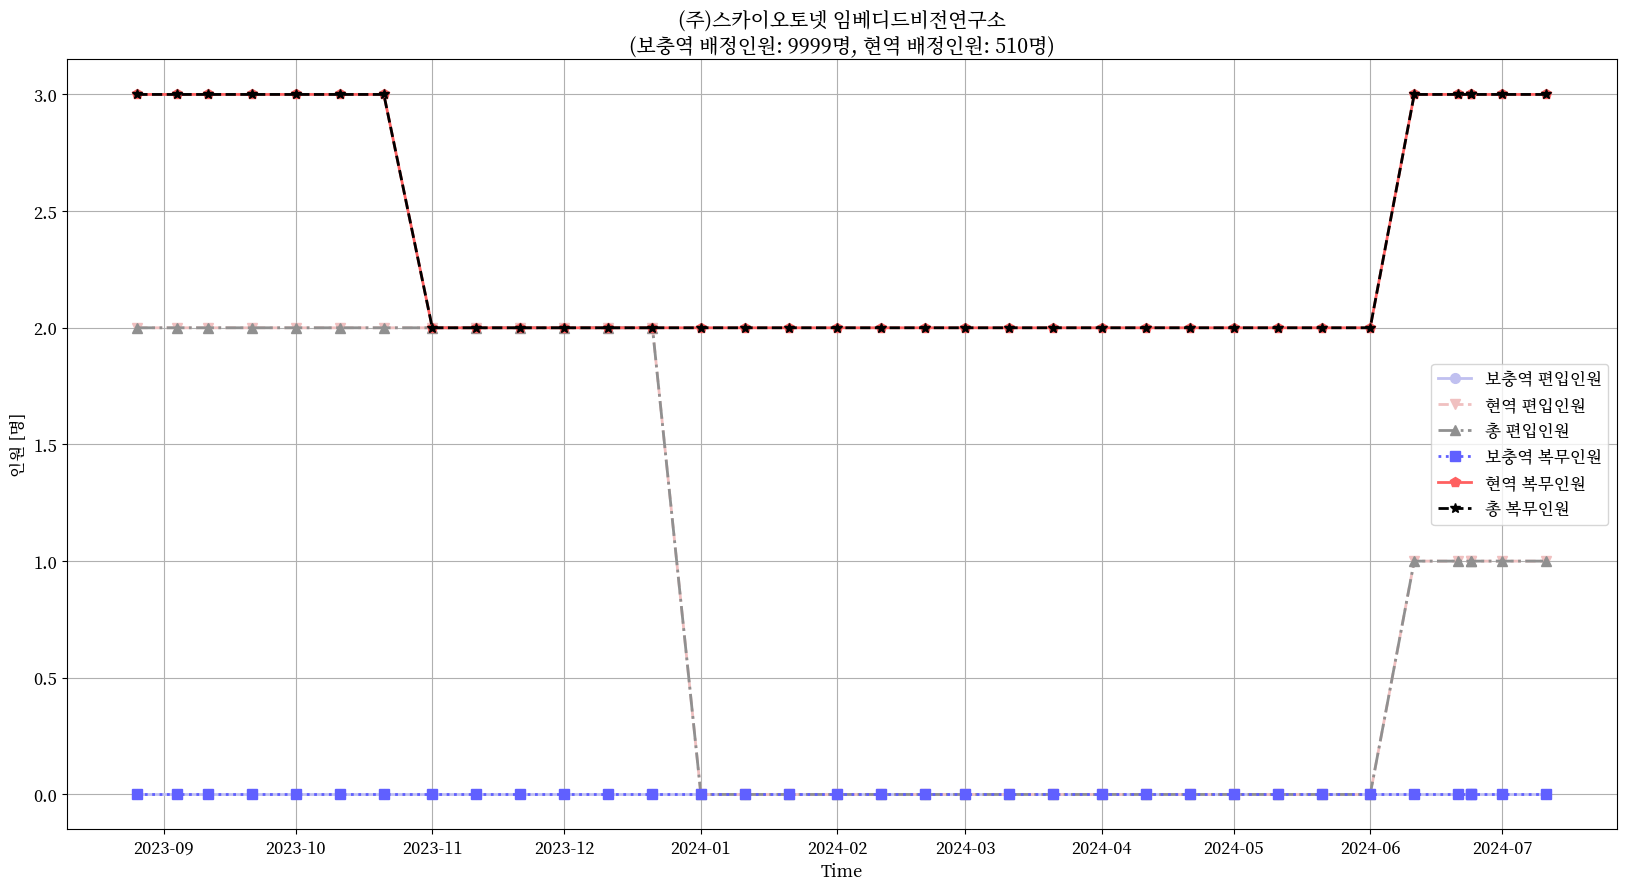 (주)스카이오토넷 임베디드비전연구소
(보충역 배정인원: 9999명, 현역 배정인원: 510명)
3.0
2.5
2.0
1.5
1.0
0.5
0.0
인원 [명]
보충역 편입인원
현역 편입인원
총 편입인원
보충역 복무인원
현역 복무인원
총 복무인원
2023-09 2023-10 2023-11 2023-12 2024-01 2024-02 2024-03 2024-04 2024-05 2024-06 2024-07
Time